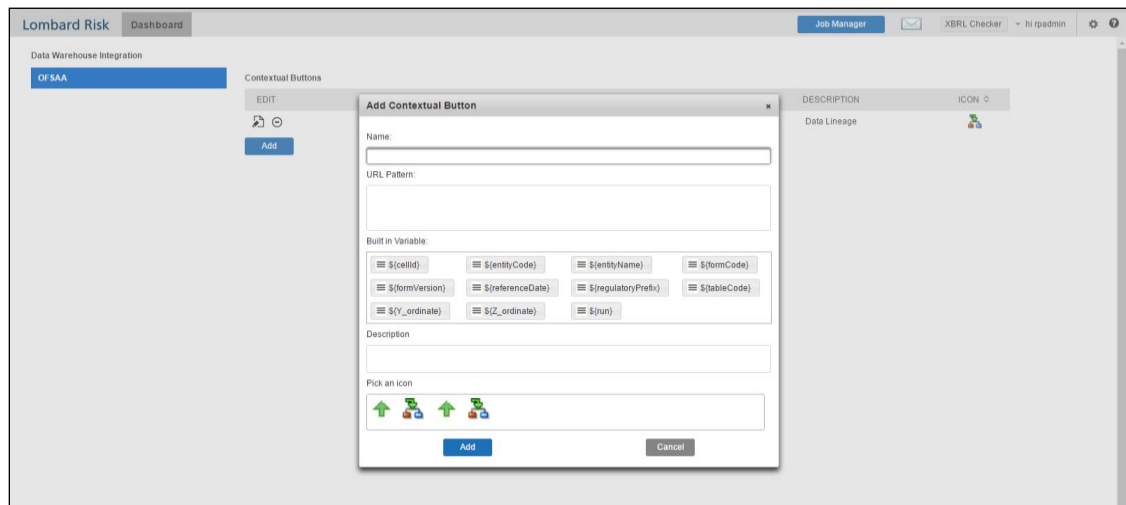 Lombard Risk Dashboard Job Manager XBRL Checker hi rpadmin
Data Warehouse Integration
OFSAA
Contextual Buttons
EDIT DESCRIPTION ICON
Data Lineage
Add
Add Contextual Button
Name:
URL Pattern:
Built in Variable:
${cellId} ${entityCode} ${entityName} ${formCode}
${formVersion} ${referenceDate} ${regulatoryPrefix} ${tableCode}
${Y_ordinate} ${Z_ordinate} ${run}
Description
Pick an icon
Add Cancel